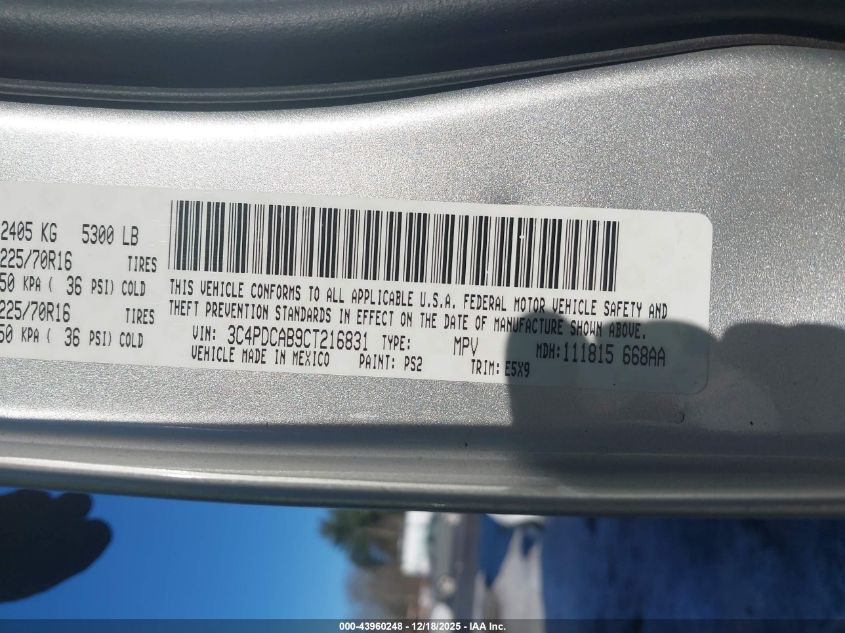 2405 KG 5300 LB
225/70R16 TIRES
50 KPA ( 36 PSI) COLD
225/70R16 TIRES
50 KPA ( 36 PSI) COLD
THIS VEHICLE CONFORMS TO ALL APPLICABLE U.S.A. FEDERAL MOTOR VEHICLE SAFETY AND
THEFT PREVENTION STANDARDS IN EFFECT ON THE DATE OF MANUFACTURE SHOWN ABOVE.
VIN: 3C4PDCAB9CT216831 TYPE: MPV MDH: 111815 668AA
VEHICLE MADE IN MEXICO PAINT: PS2 TRIM: E5X9
000-43960248 - 12/18/2025 - IAA Inc.